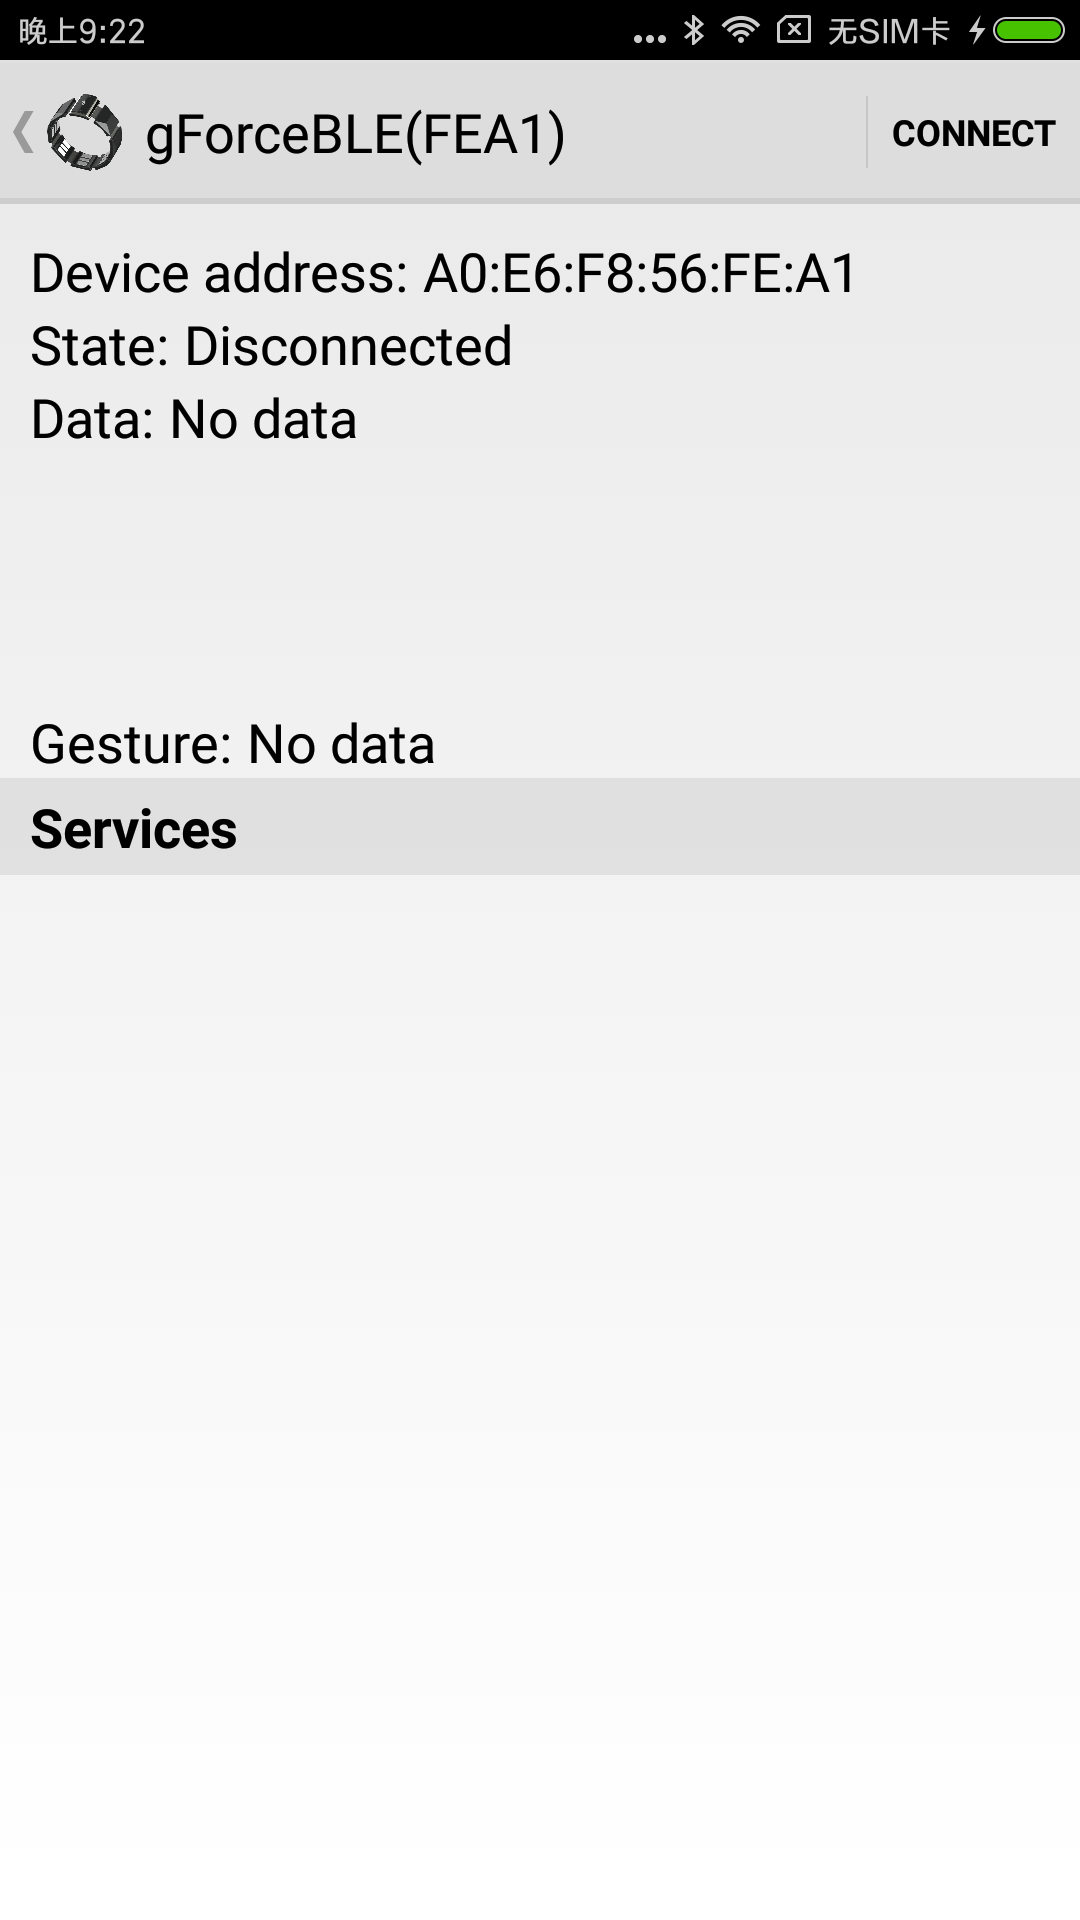 晚上9:22
无SIM卡
gForceBLE(FEA1)
CONNECT
Device address: A0:E6:F8:56:FE:A1
State: Disconnected
Data: No data
Gesture: No data
Services